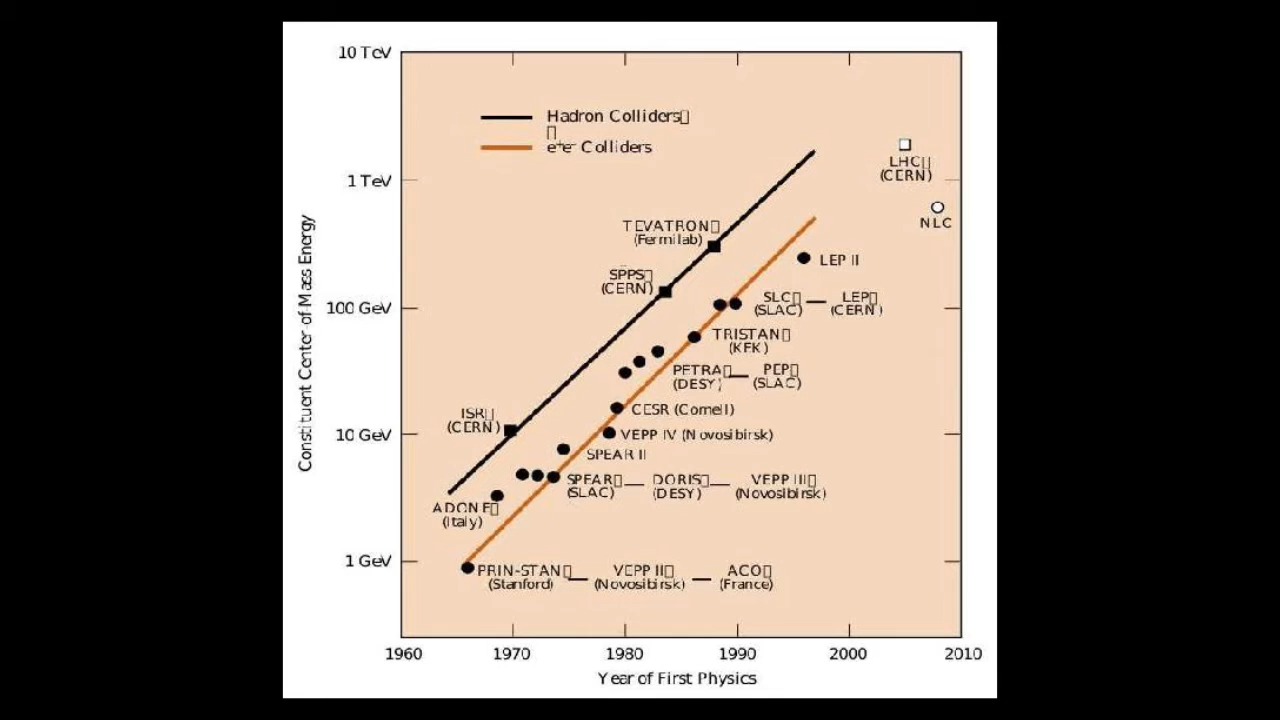 10 TeV
Hadron Colliders▯
▯
e⁺e⁻ Colliders
LHC▯
(CERN)
1 TeV
NLC
TEVATRON▯
(Fermilab)
LEP II
SPPS▯
(CERN)
SLC▯ — LEP▯
(SLAC) (CERN)
100 GeV
TRISTAN▯
(KEK)
PETRA▯ — PEP▯
(DESY) (SLAC)
CESR (Cornell)
ISR▯
(CERN)
10 GeV
VEPP IV (Novosibirsk)
SPEAR II
SPEAR▯ — DORIS▯ — VEPP III▯
(SLAC) (DESY) (Novosibirsk)
ADONE▯
(Italy)
1 GeV
PRIN-STAN▯ — VEPP II▯ — ACO▯
(Stanford) (Novosibirsk) (France)
Constituent Center-of-Mass Energy
1960 1970 1980 1990 2000 2010
Year of First Physics